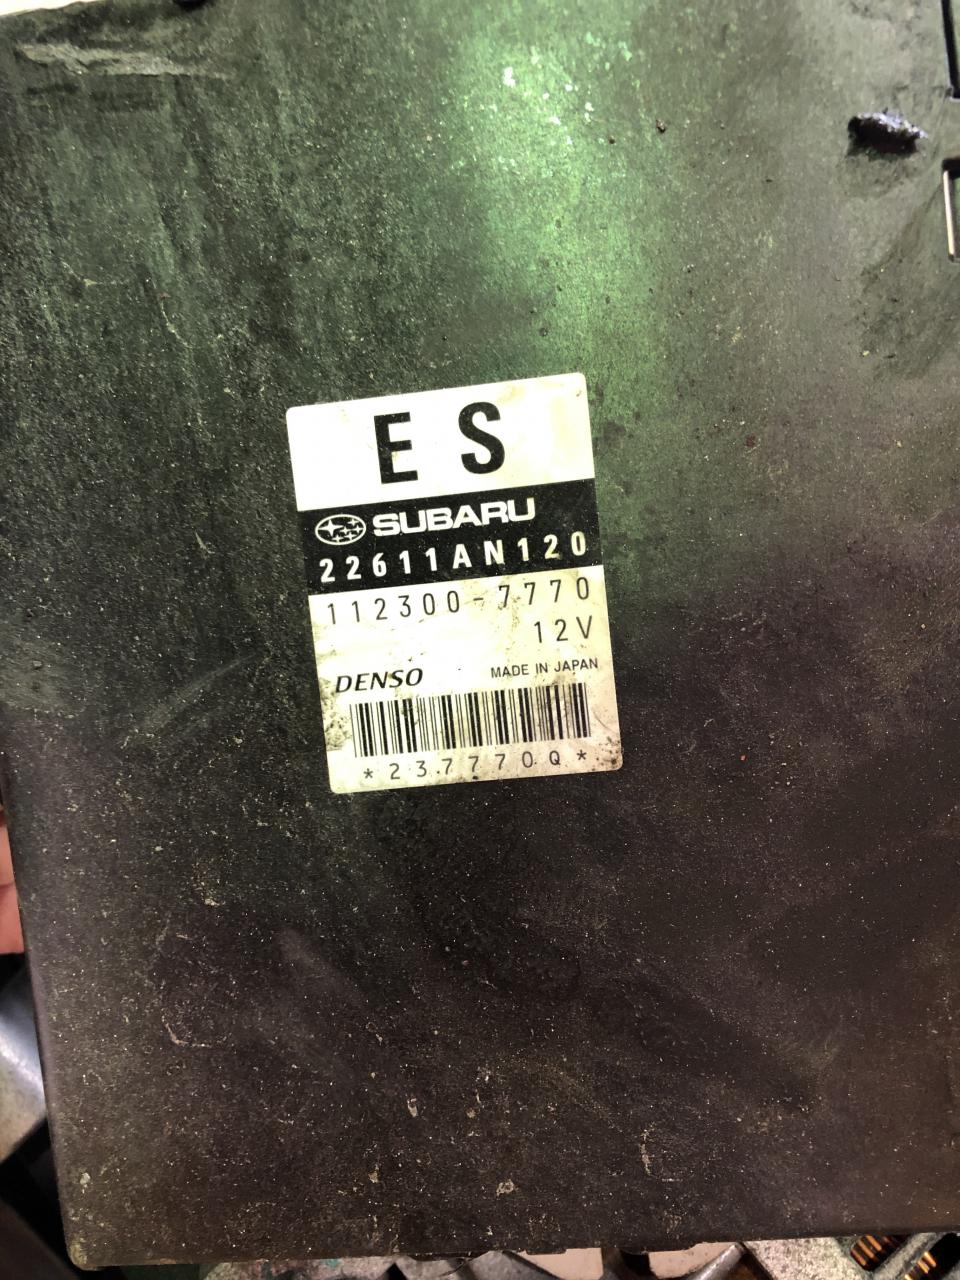 ES
SUBARU
22611AN120
112300-7770
12V
DENSO MADE IN JAPAN
*237770Q*